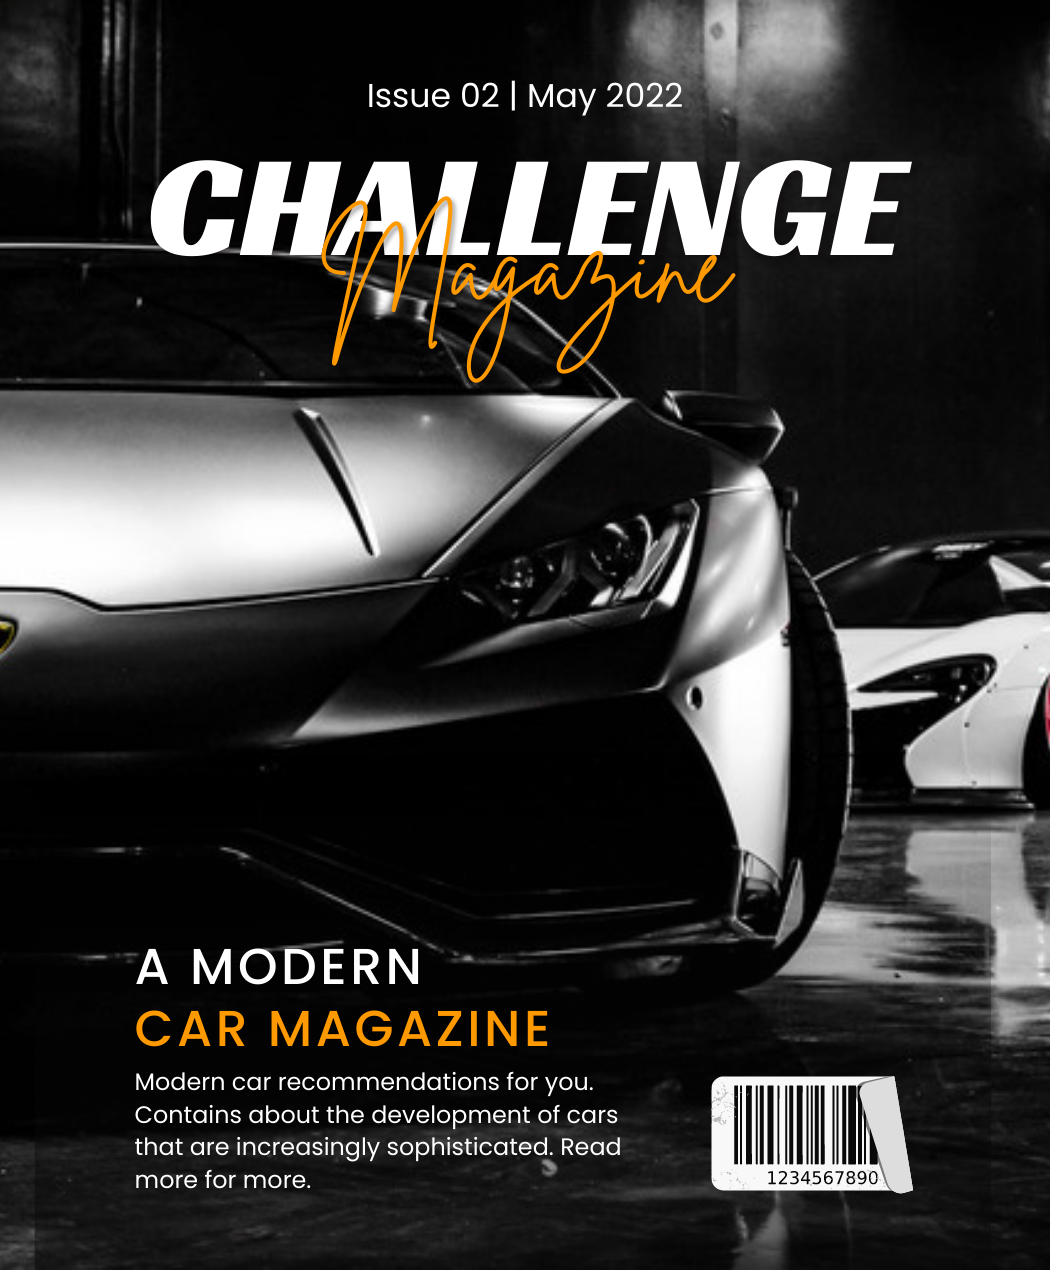 Issue 02 | May 2022
CHALLENGE
Magazine
A MODERN
CAR MAGAZINE
Modern car recommendations for you.
Contains about the development of cars
that are increasingly sophisticated. Read
more for more.
1234567890